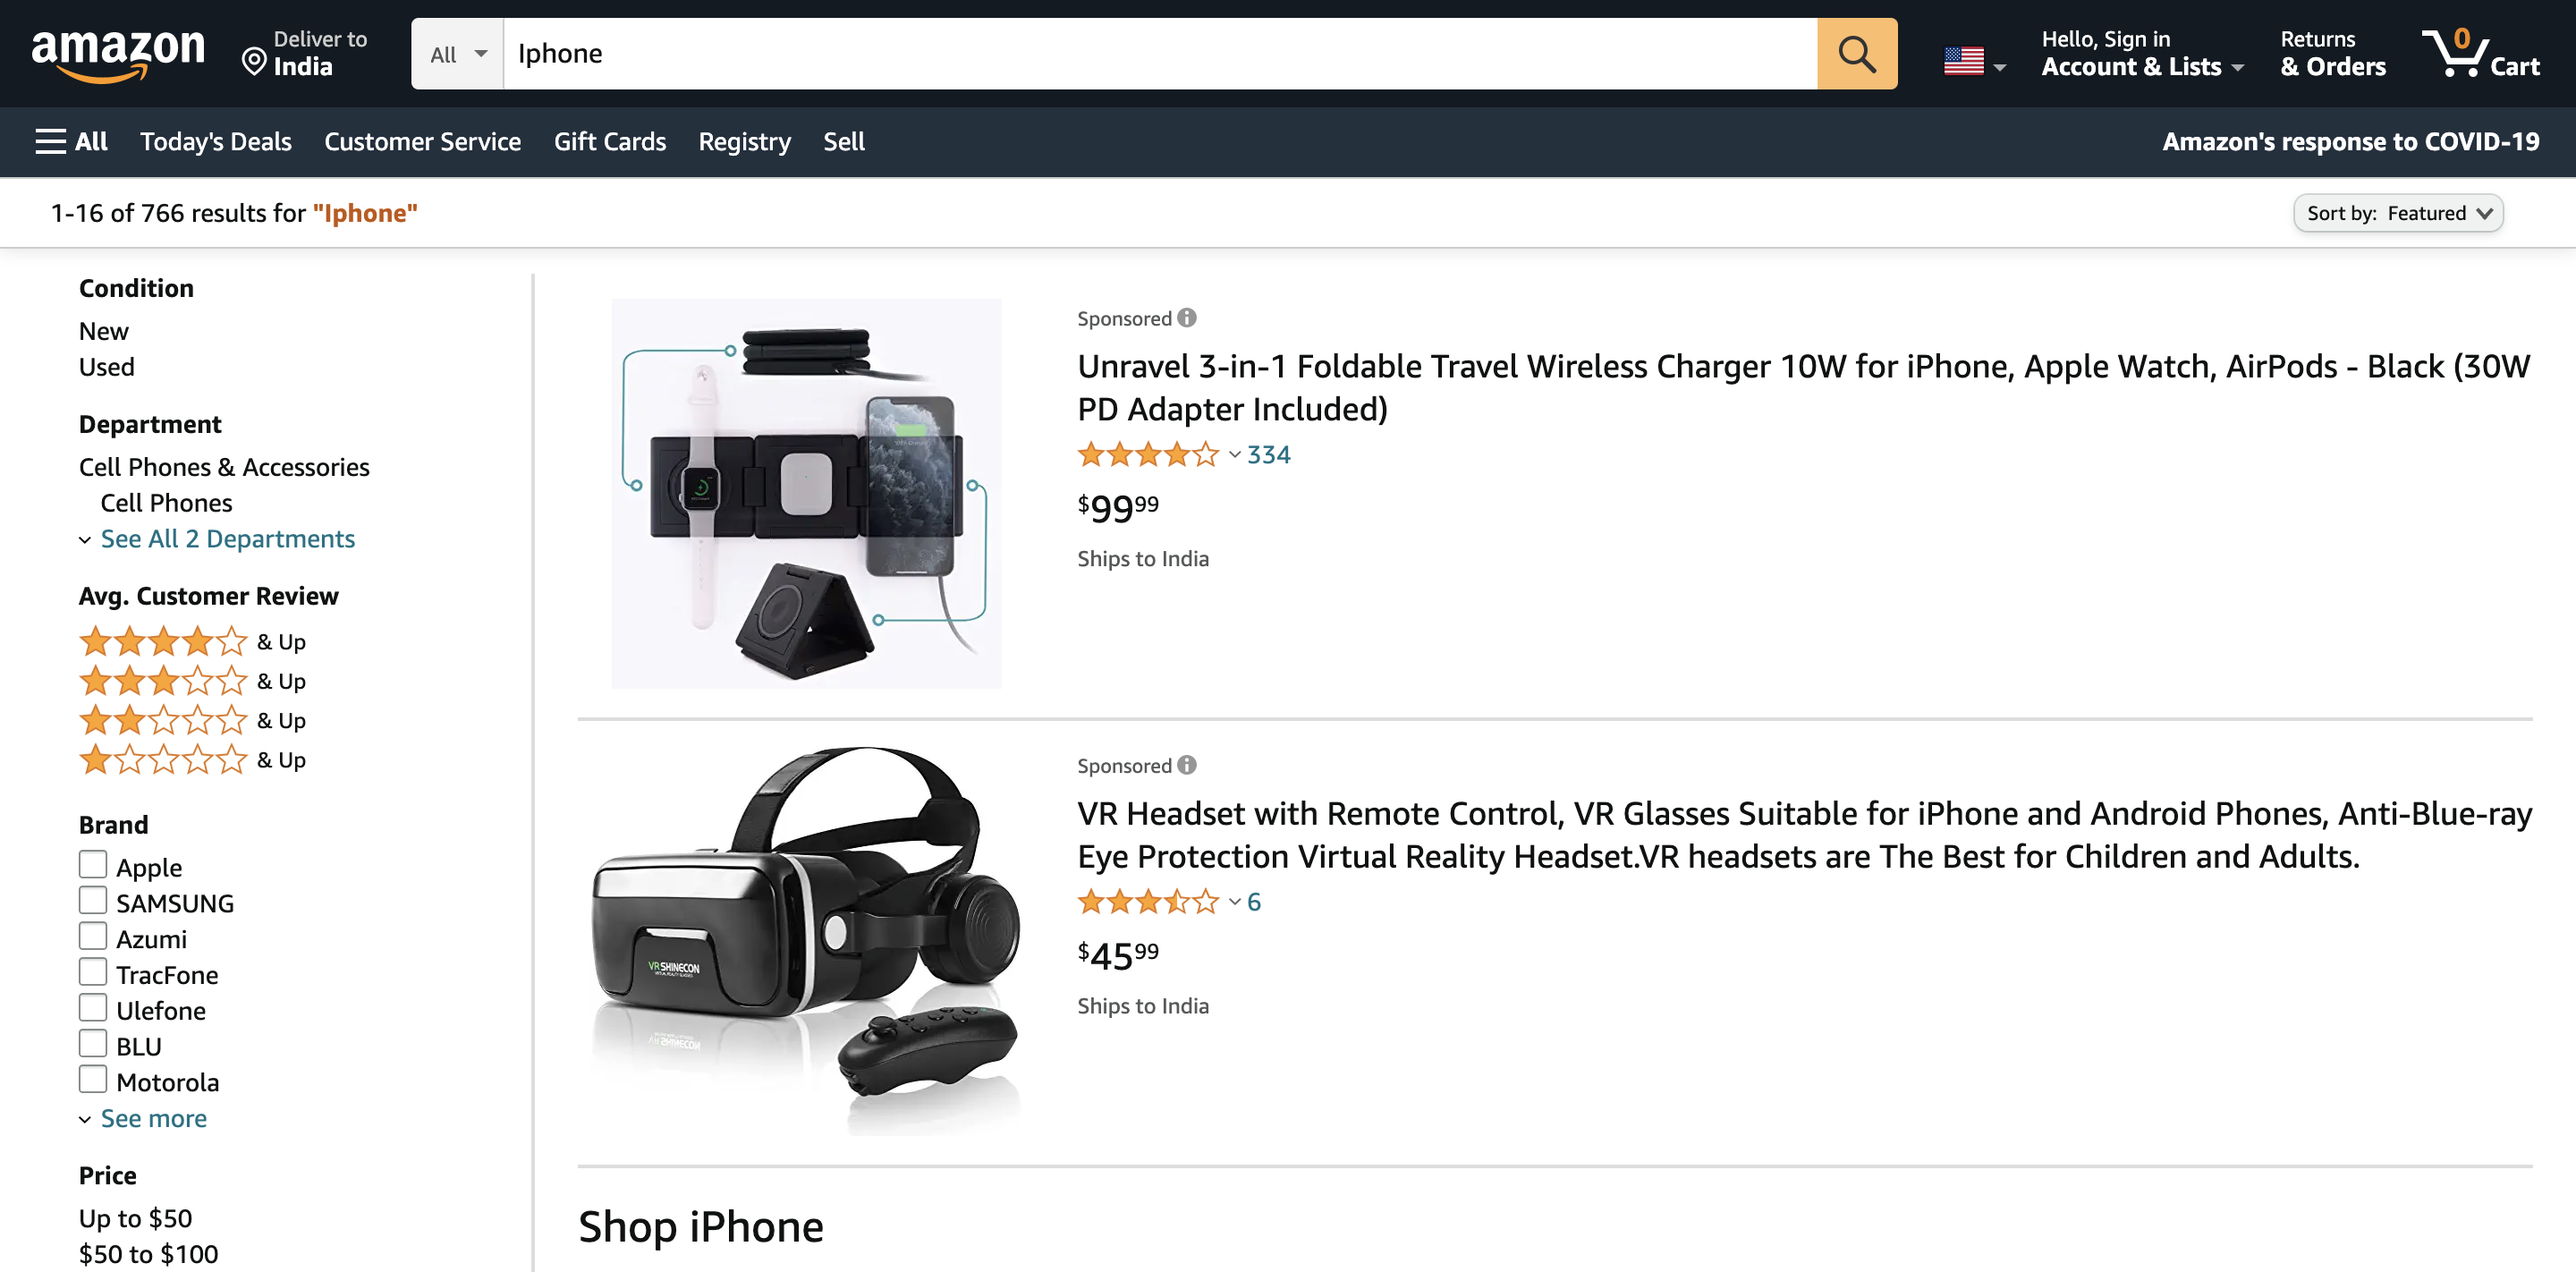 amazon
Deliver to
India
All
Iphone
Hello, Sign in
Account & Lists
Returns
& Orders
0
Cart
All
Today's Deals
Customer Service
Gift Cards
Registry
Sell
Amazon's response to COVID-19
1-16 of 766 results for "Iphone"
Sort by: Featured
Condition
New
Used
Department
Cell Phones & Accessories
Cell Phones
See All 2 Departments
Avg. Customer Review
& Up
& Up
& Up
& Up
Brand
Apple
SAMSUNG
Azumi
TracFone
Ulefone
BLU
Motorola
See more
Price
Up to $50
$50 to $100
Sponsored
Unravel 3-in-1 Foldable Travel Wireless Charger 10W for iPhone, Apple Watch, AirPods - Black (30W
PD Adapter Included)
334
$9999
Ships to India
VR SHINECON
Sponsored
VR Headset with Remote Control, VR Glasses Suitable for iPhone and Android Phones, Anti-Blue-ray
Eye Protection Virtual Reality Headset.VR headsets are The Best for Children and Adults.
6
$4599
Ships to India
Shop iPhone